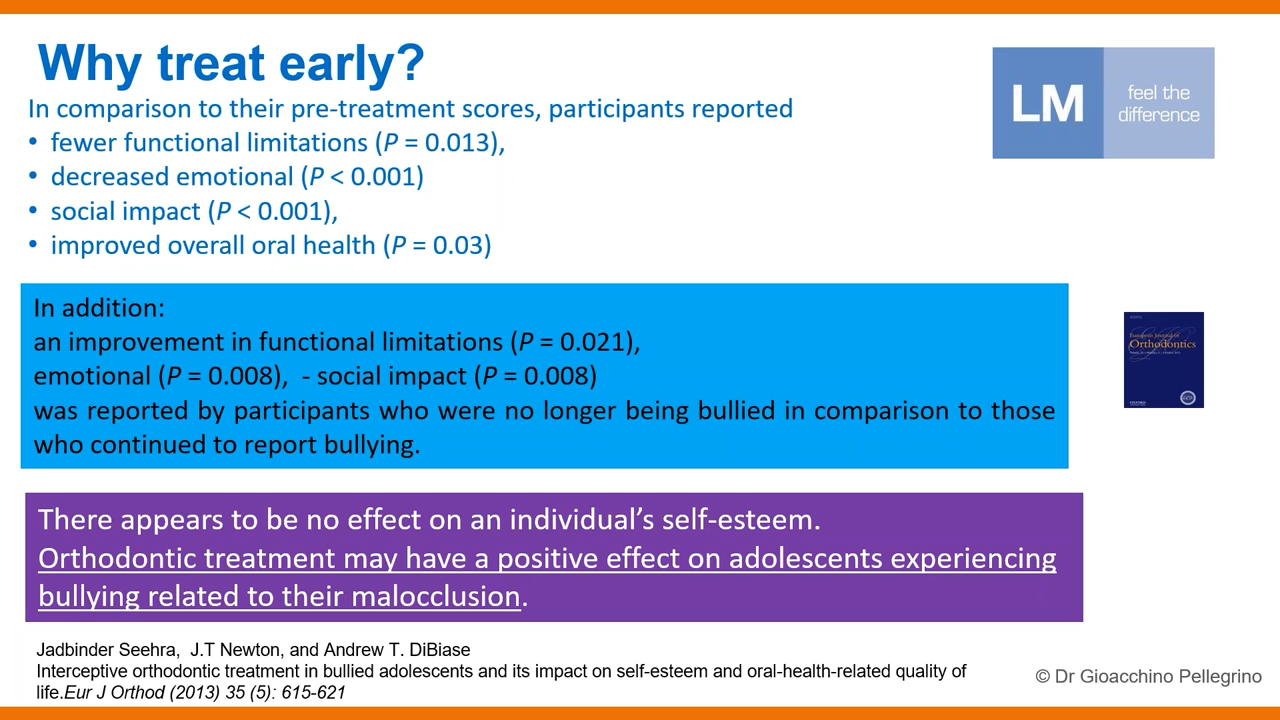 Why treat early?
In comparison to their pre-treatment scores, participants reported
• fewer functional limitations (P = 0.013),
• decreased emotional (P < 0.001)
• social impact (P < 0.001),
• improved overall oral health (P = 0.03)
LM
feel the
difference
In addition:
an improvement in functional limitations (P = 0.021),
emotional (P = 0.008),  - social impact (P = 0.008)
was reported by participants who were no longer being bullied in comparison to those
who continued to report bullying.
Orthodontics
There appears to be no effect on an individual’s self-esteem.
Orthodontic treatment may have a positive effect on adolescents experiencing
bullying related to their malocclusion.
Jadbinder Seehra,  J.T Newton, and Andrew T. DiBiase
Interceptive orthodontic treatment in bullied adolescents and its impact on self-esteem and oral-health-related quality of
life.Eur J Orthod (2013) 35 (5): 615-621
© Dr Gioacchino Pellegrino